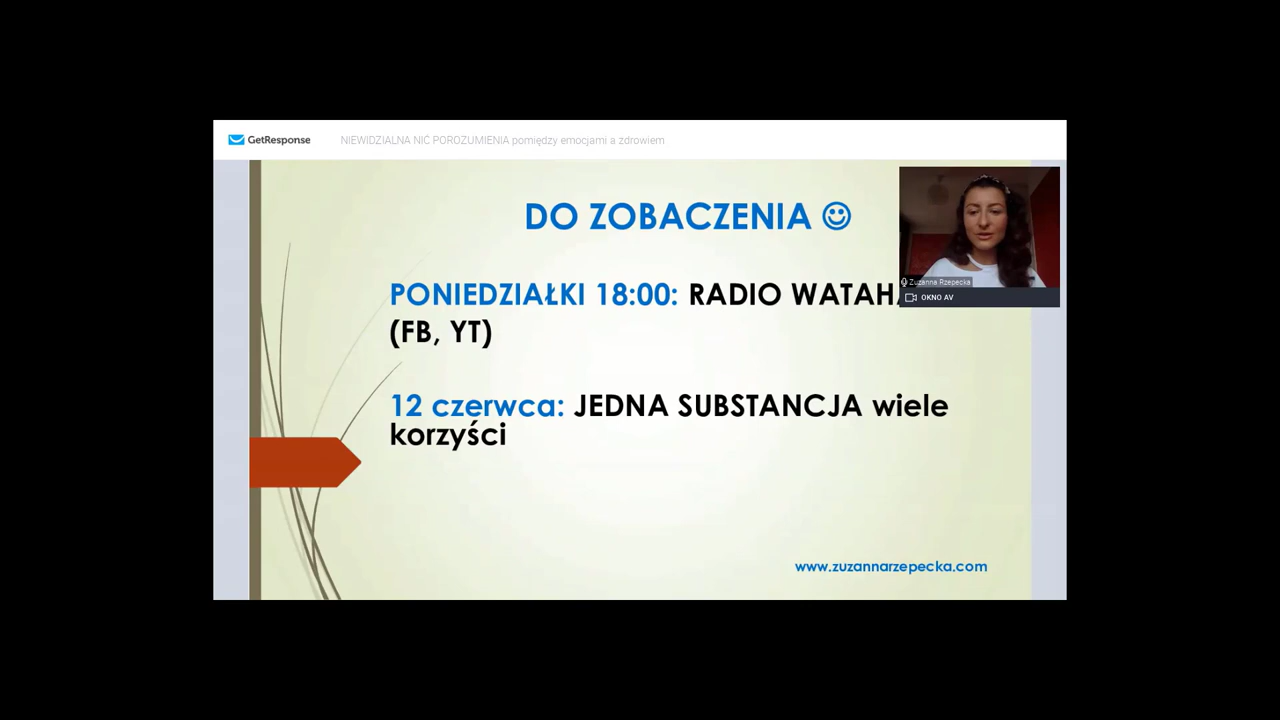 GetResponse
NIEWIDZIALNA NIĆ POROZUMIENIA pomiędzy emocjami a zdrowiem
DO ZOBACZENIA ☺
PONIEDZIAŁKI 18:00: RADIO
(FB, YT)
12 czerwca: JEDNA SUBSTANCJA wiele
korzyści
www.zuzannarzepecka.com
Zuzanna Rzepecka
OKNO AV